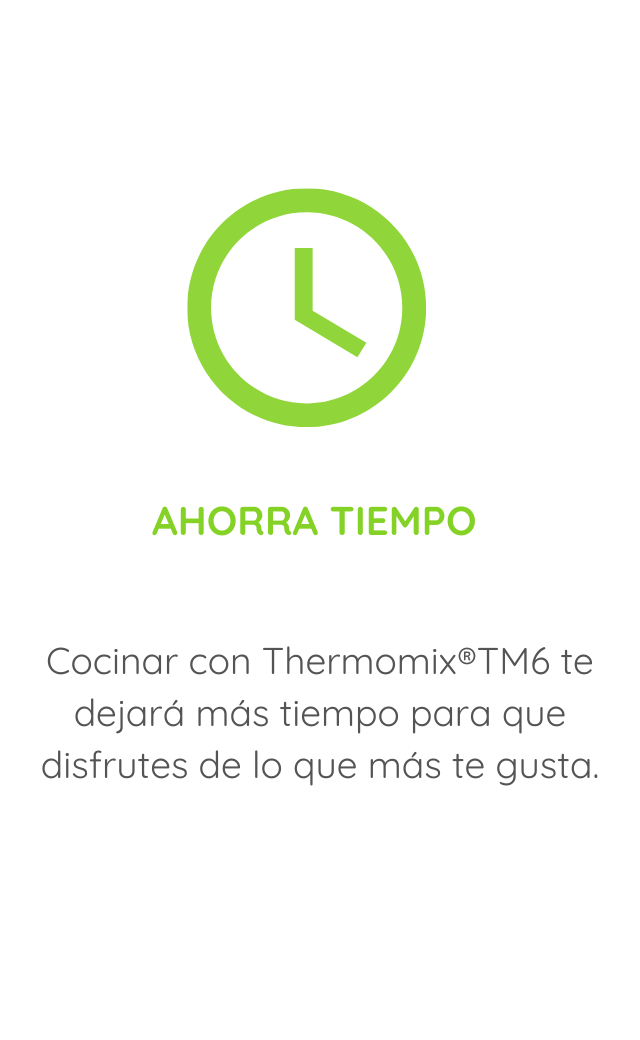 AHORRA TIEMPO
Cocinar con Thermomix®TM6 te
dejará más tiempo para que
disfrutes de lo que más te gusta.